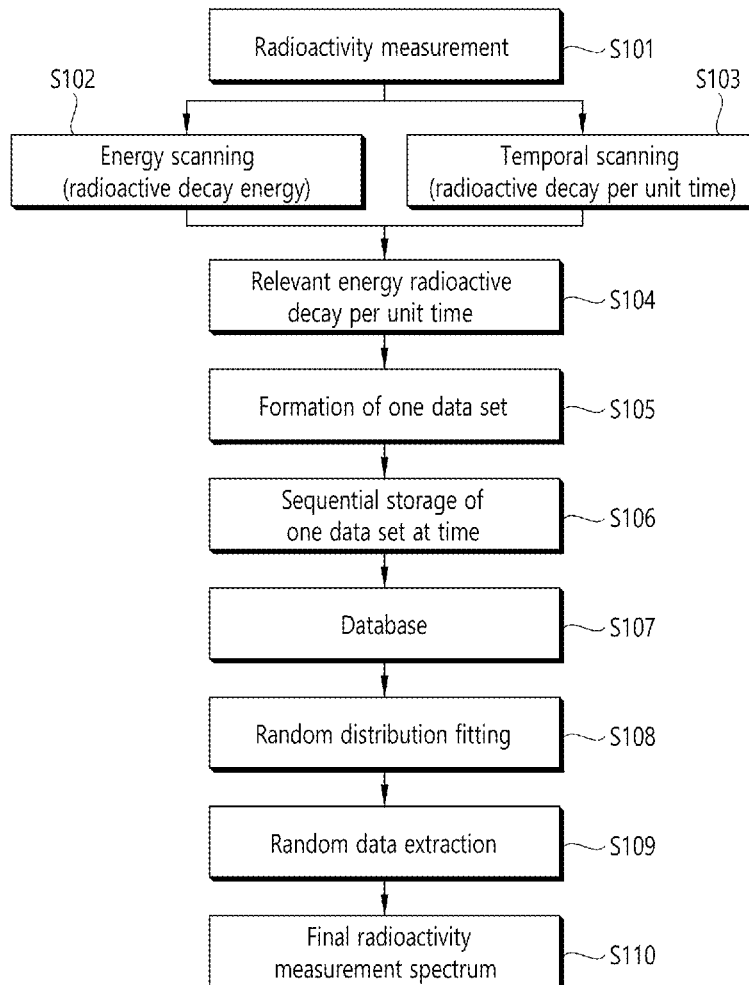 Radioactivity measurement
S101
S102
S103
Energy scanning
(radioactive decay energy)
Temporal scanning
(radioactive decay per unit time)
Relevant energy radioactive
decay per unit time
S104
Formation of one data set
S105
Sequential storage of
one data set at time
S106
Database
S107
Random distribution fitting
S108
Random data extraction
S109
Final radioactivity
measurement spectrum
S110